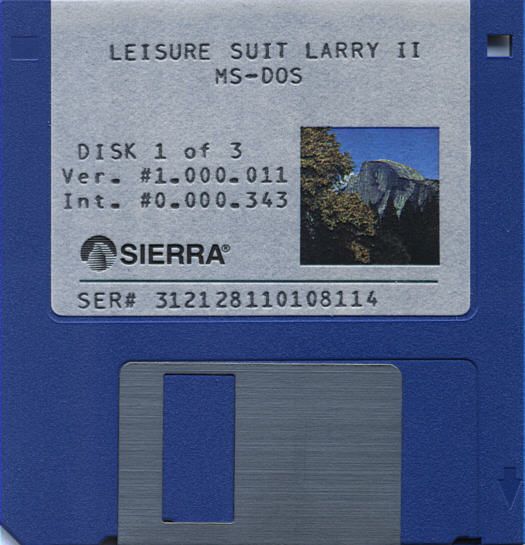 LEISURE SUIT LARRY II
MS-DOS
DISK 1 of 3
Ver. #1.000.011
Int. #0.000.343
SIERRA®
SER# 312128110108114